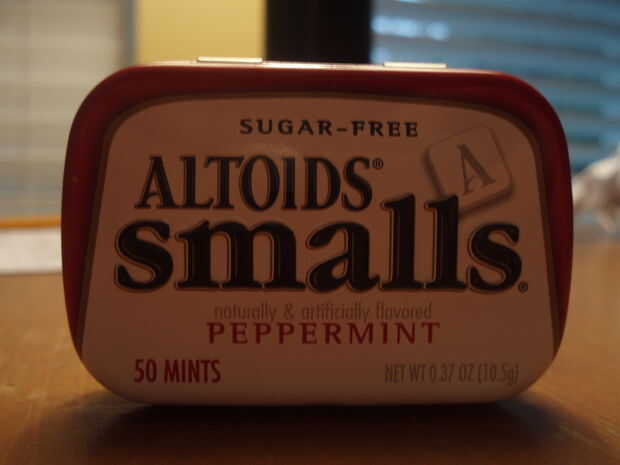 SUGAR-FREE
ALTOIDS®
A
smalls.
naturally & artificially flavored
PEPPERMINT
50 MINTS
NET WT 0.37 OZ (10.5g)